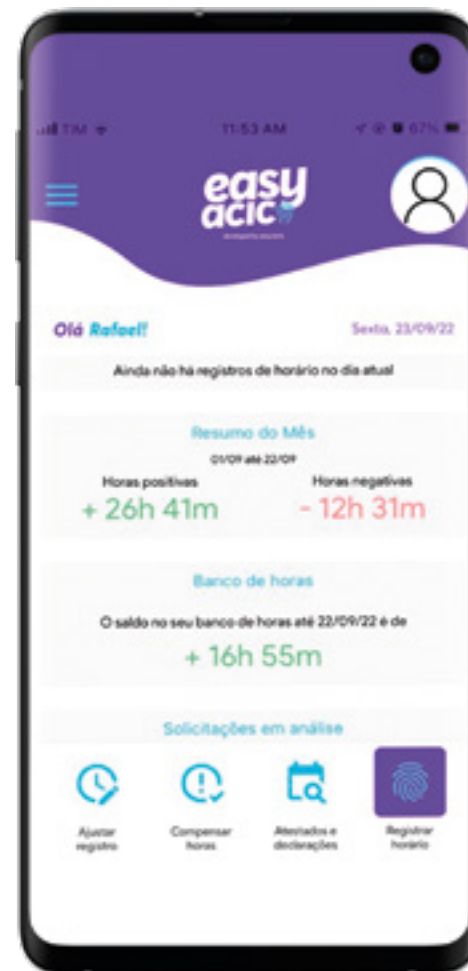 TIM 11:53 AM 67%
easy
acic
Olá Rafael! Sexta, 23/09/22
Ainda não há registros de horário no dia atual
Resumo do Mês
01/09 até 22/09
Horas positivas Horas negativas
+ 26h 41m - 12h 31m
Banco de horas
O saldo no seu banco de horas até 22/09/22 é de
+ 16h 55m
Solicitações em análise
Ajustar Compensar Atestados e Registrar
registro horas declarações horário